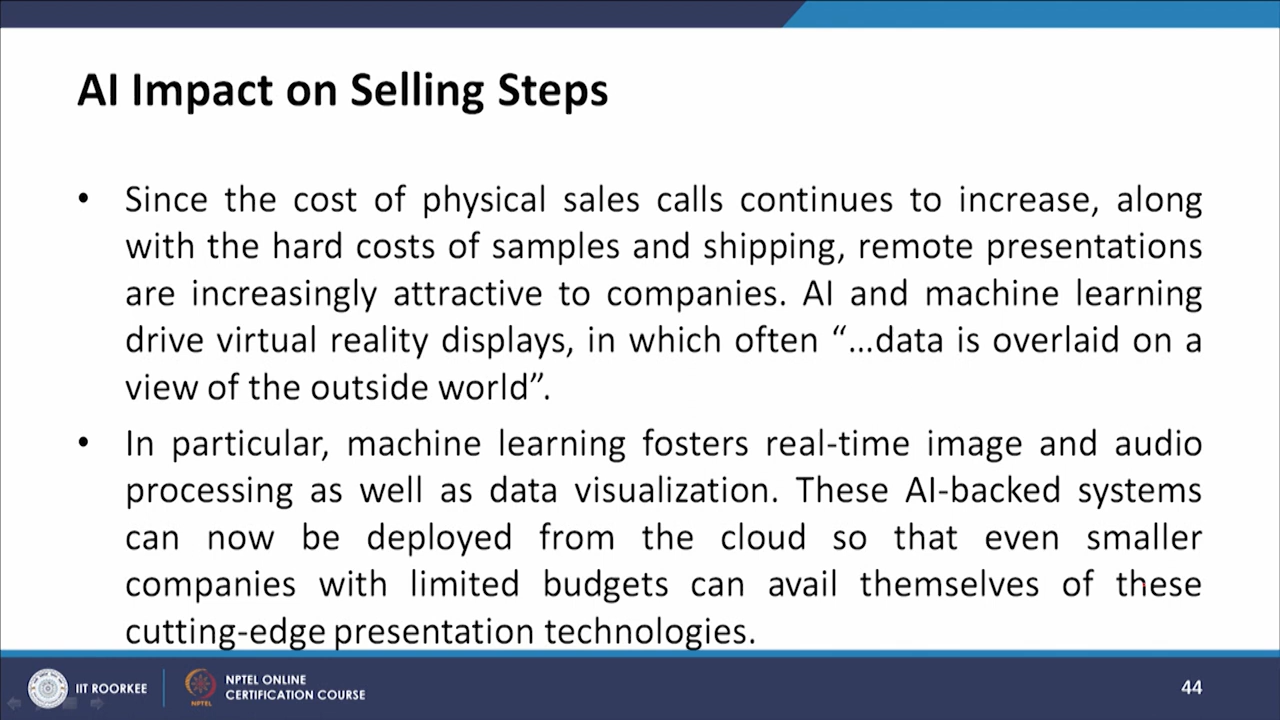 AI Impact on Selling Steps
• Since the cost of physical sales calls continues to increase, along
with the hard costs of samples and shipping, remote presentations
are increasingly attractive to companies. AI and machine learning
drive virtual reality displays, in which often “…data is overlaid on a
view of the outside world”.
• In particular, machine learning fosters real-time image and audio
processing as well as data visualization. These AI-backed systems
can now be deployed from the cloud so that even smaller
companies with limited budgets can avail themselves of these
cutting-edge presentation technologies.
IIT ROORKEE
NPTEL
NPTEL ONLINE
CERTIFICATION COURSE
44